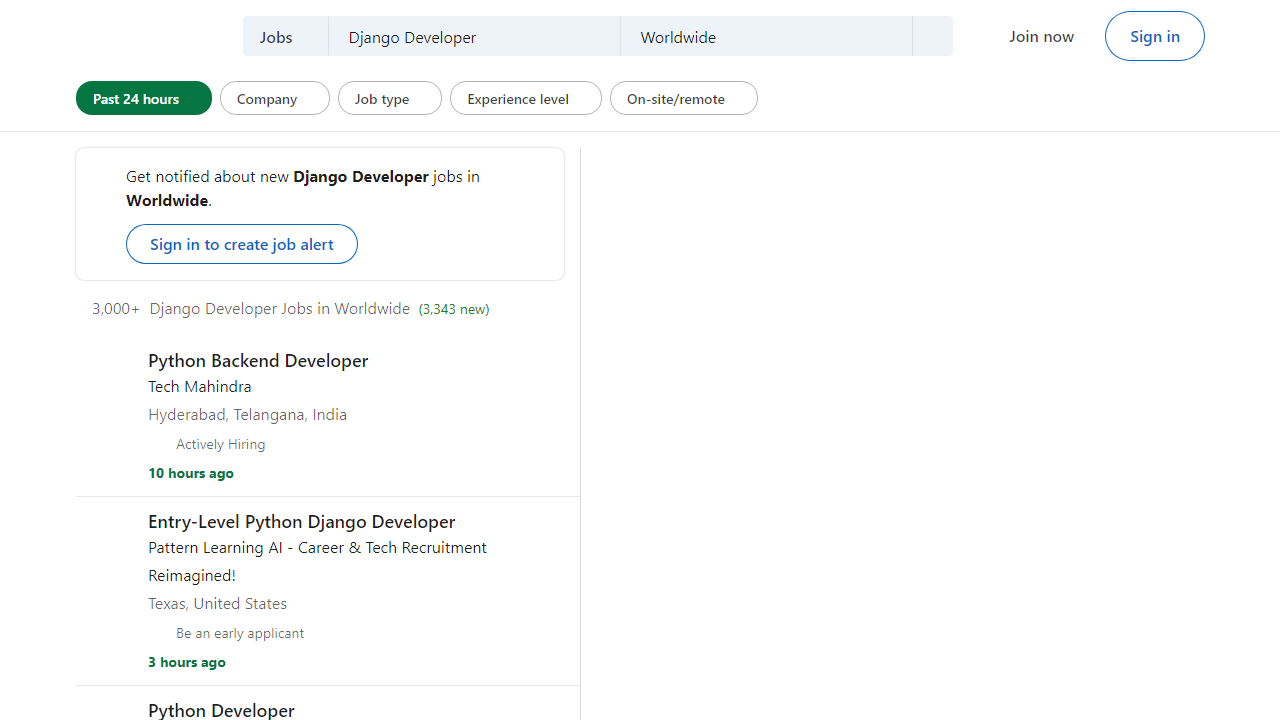 Jobs
Django Developer
Worldwide
Join now
Sign in
Past 24 hours
Company
Job type
Experience level
On-site/remote
Get notified about new Django Developer jobs in
Worldwide.
Sign in to create job alert
3,000+ Django Developer Jobs in Worldwide (3,343 new)
Python Backend Developer
Tech Mahindra
Hyderabad, Telangana, India
Actively Hiring
10 hours ago
Entry-Level Python Django Developer
Pattern Learning AI - Career & Tech Recruitment
Reimagined!
Texas, United States
Be an early applicant
3 hours ago
Python Developer